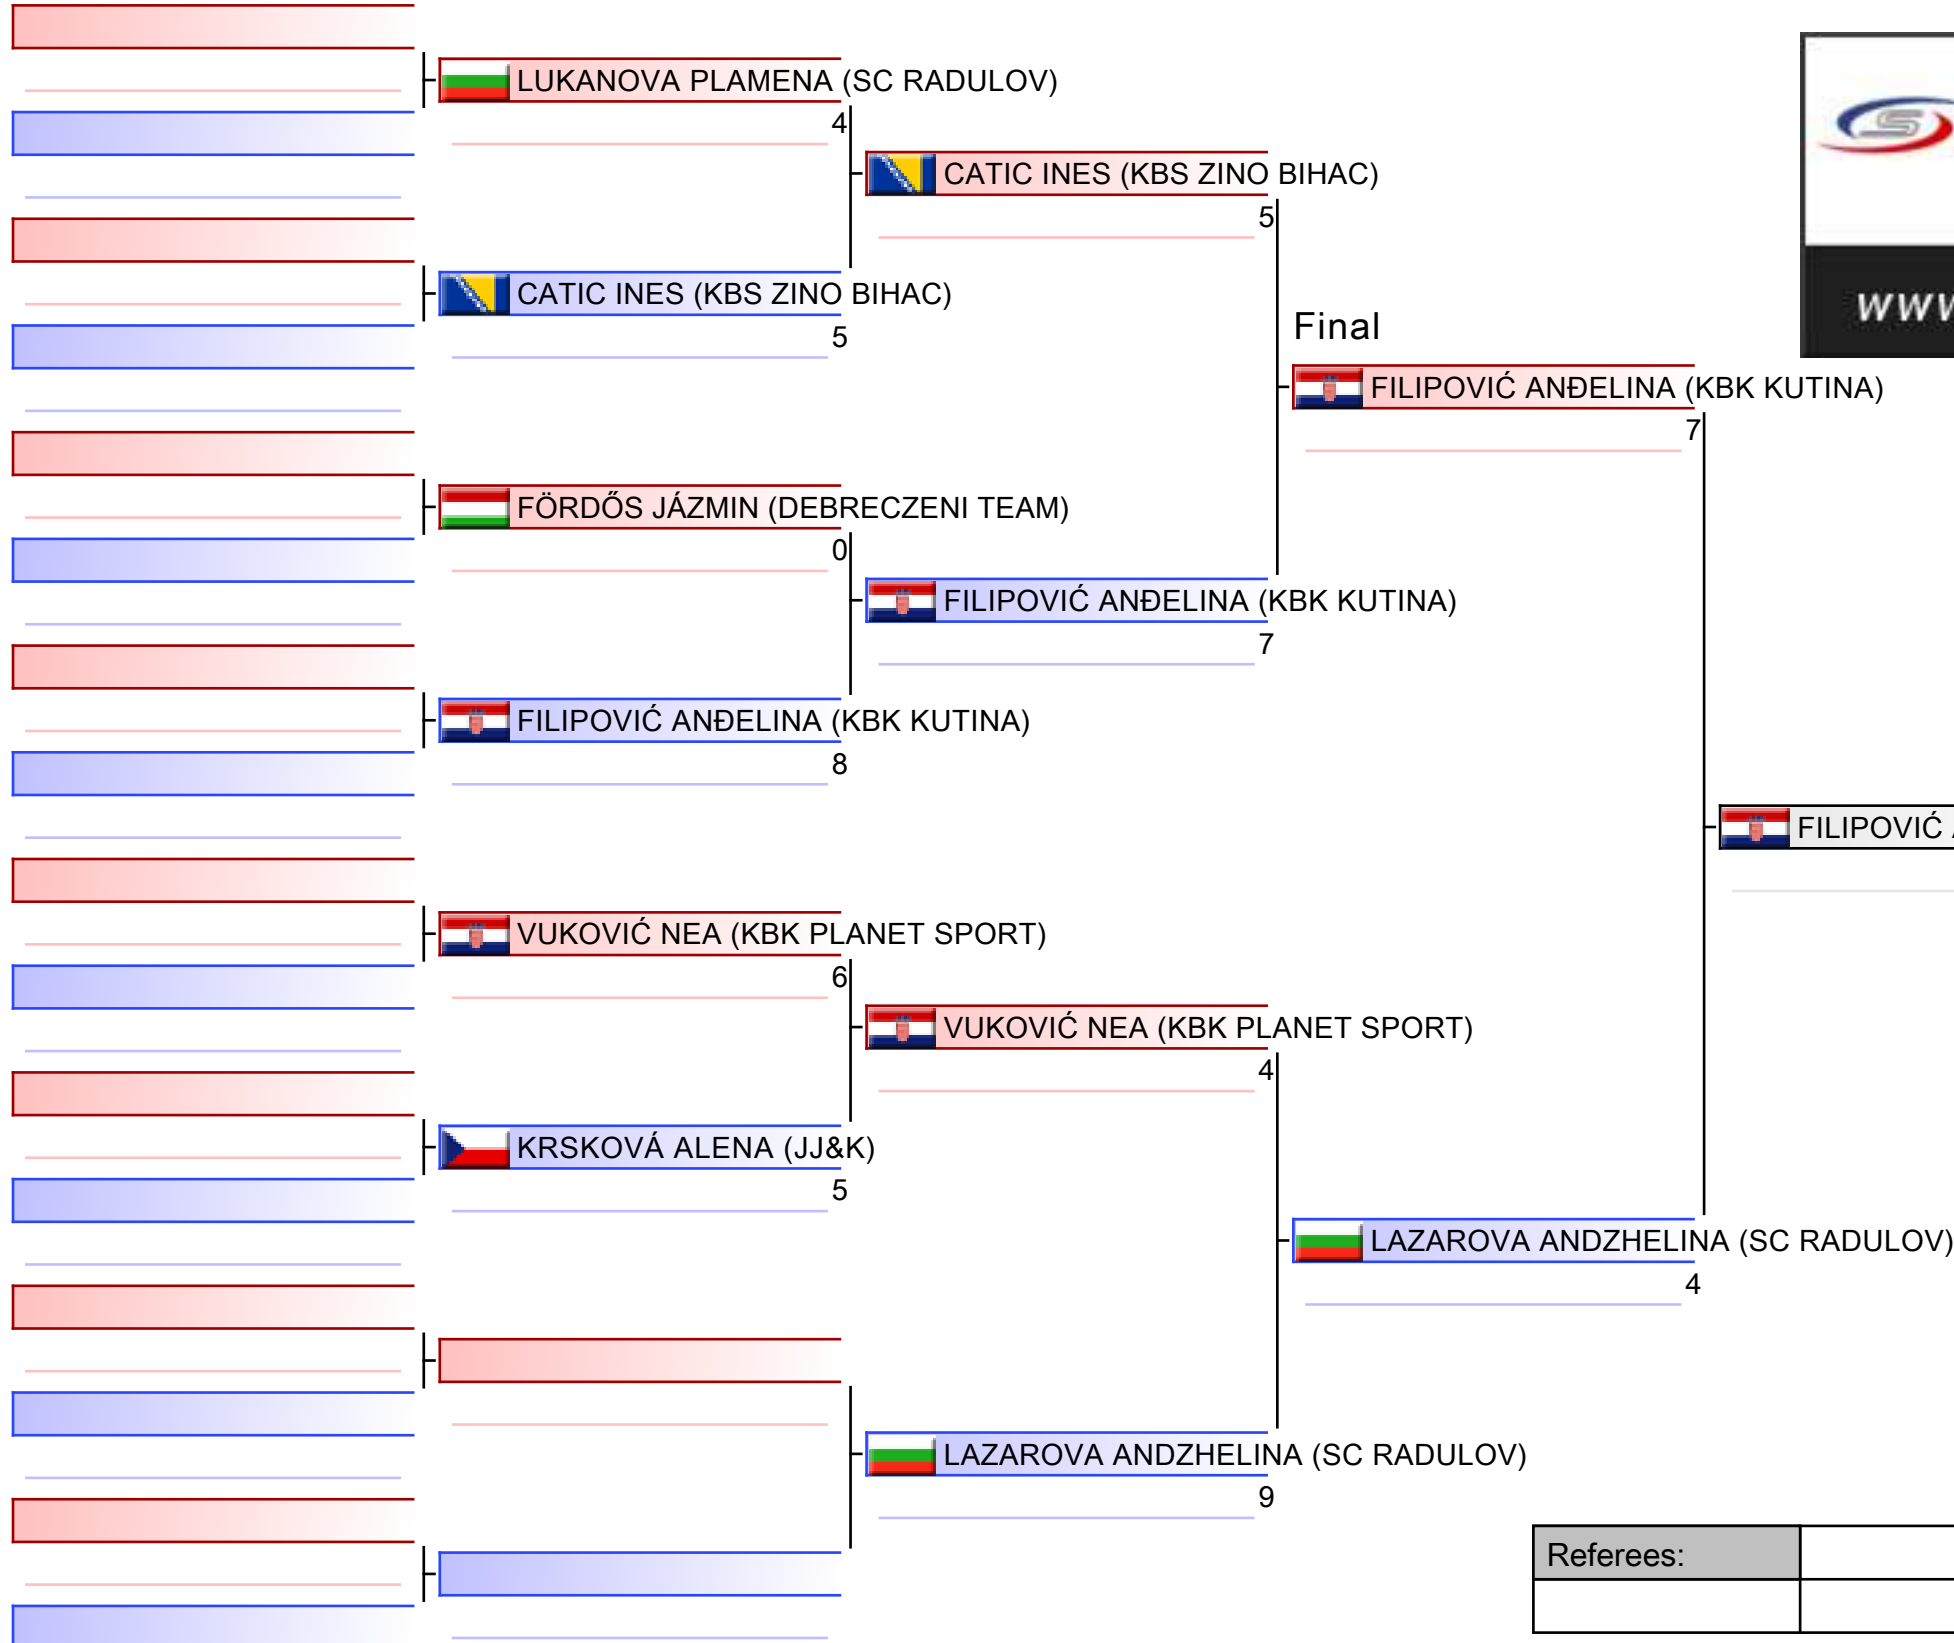 LUKANOVA PLAMENA (SC RADULOV)
4
CATIC INES (KBS ZINO BIHAC)
5
CATIC INES (KBS ZINO BIHAC)
5
Final
FILIPOVIĆ ANĐELINA (KBK KUTINA)
7
FÖRDŐS JÁZMIN (DEBRECZENI TEAM)
0
FILIPOVIĆ ANĐELINA (KBK KUTINA)
7
FILIPOVIĆ ANĐELINA (KBK KUTINA)
8
FILIPOVIĆ
VUKOVIĆ NEA (KBK PLANET SPORT)
6
VUKOVIĆ NEA (KBK PLANET SPORT)
4
KRSKOVÁ ALENA (JJ&K)
5
LAZAROVA ANDZHELINA (SC RADULOV)
4
LAZAROVA ANDZHELINA (SC RADULOV)
9
Referees: